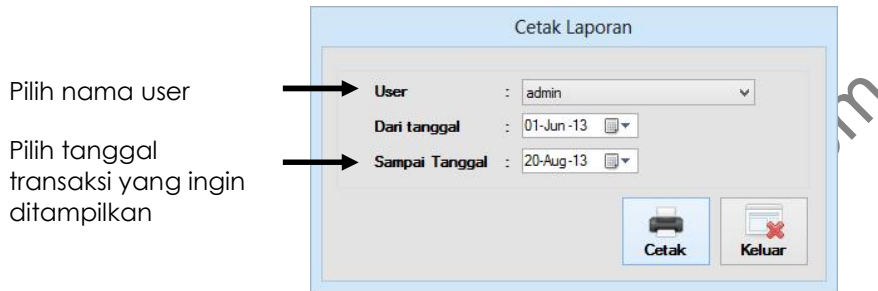 Cetak Laporan
Pilih nama user
User : admin
Dari tanggal : 01-Jun -13
Pilih tanggal
transaksi yang ingin
ditampilkan
Sampai Tanggal : 20-Aug-13
Cetak
Keluar
om